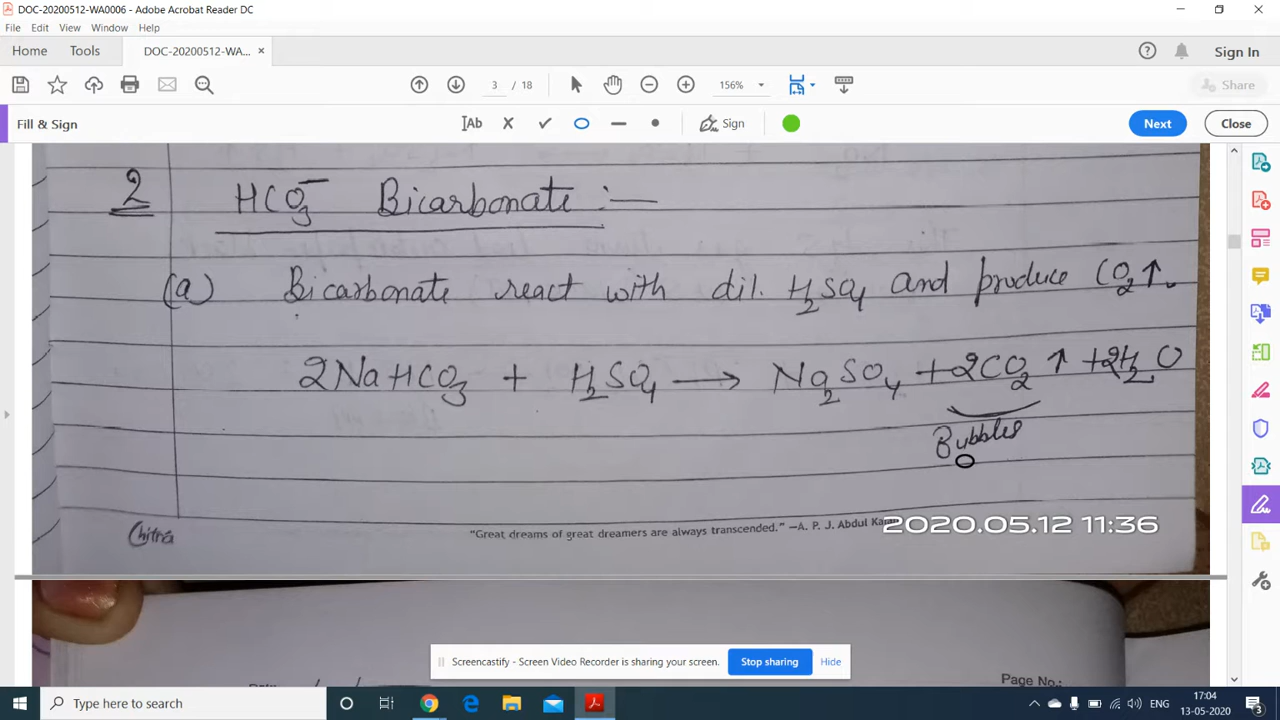 DOC-20200512-WA0006 - Adobe Acrobat Reader DC
File Edit View Window Help
Home Tools DOC-20200512-WA... × Sign In
3 / 18 156% Share
Fill & Sign Ab Sign Next Close
2 HCO₃⁻ Bicarbonate :—
(a) Bicarbonate react with dil. H₂SO₄ and produce CO₂↑.
2NaHCO₃ + H₂SO₄ → Na₂SO₄ + 2CO₂ ↑ + 2H₂O
Bubbles
Chitra "Great dreams of great dreamers are always transcended." —A. P. J. Abdul
2020.05.12 11:36
Screencastify - Screen Video Recorder is sharing your screen. Stop sharing Hide
Page No.:
Type here to search
ENG 17:04
13-05-2020 3